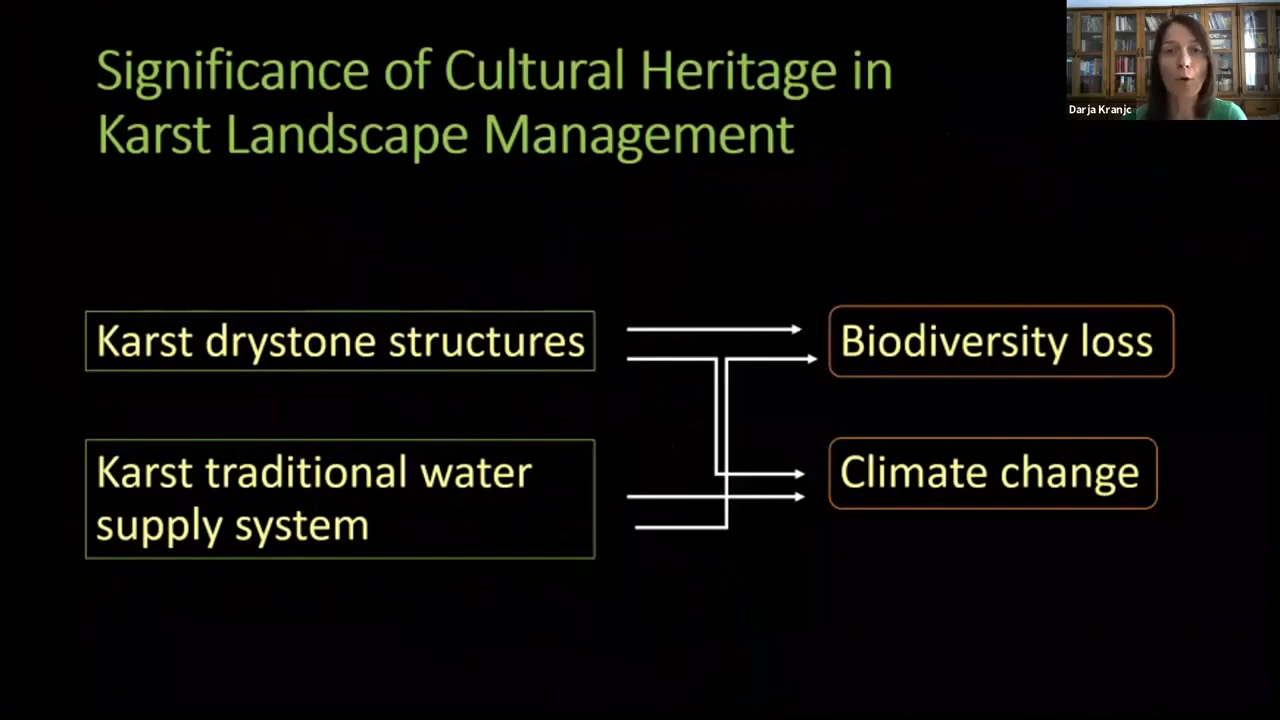 Significance of Cultural Heritage in
Karst Landscape Management
Darja Kranjc
Karst drystone structures
Biodiversity loss
Karst traditional water
supply system
Climate change